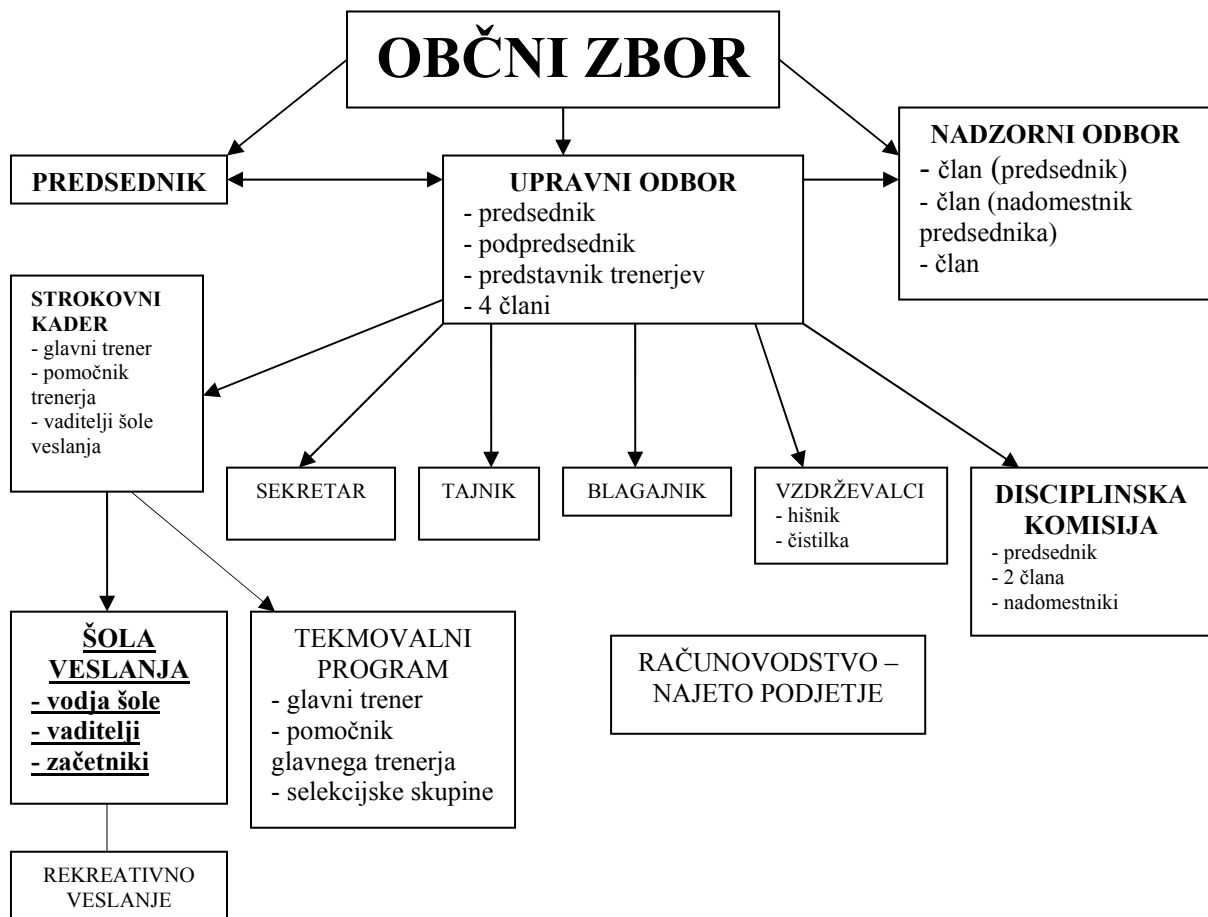 OBČNI ZBOR
PREDSEDNIK
UPRAVNI ODBOR
- predsednik
- podpredsednik
- predstavnik trenerjev
- 4 člani
NADZORNI ODBOR
- član (predsednik)
- član (nadomestnik
predsednika)
- član
STROKOVNI
KADER
- glavni trener
- pomočnik
trenerja
- vaditelji šole
veslanja
SEKRETAR
TAJNIK
BLAGAJNIK
VZDRŽEVALCI
- hišnik
- čistilka
DISCIPLINSKA
KOMISIJA
- predsednik
- 2 člana
- nadomestniki
ŠOLA
VESLANJA
- vodja šole
- vaditelji
- začetniki
TEKMOVALNI
PROGRAM
- glavni trener
- pomočnik
glavnega trenerja
- selekcijske skupine
RAČUNOVODSTVO –
NAJETO PODJETJE
REKREATIVNO
VESLANJE